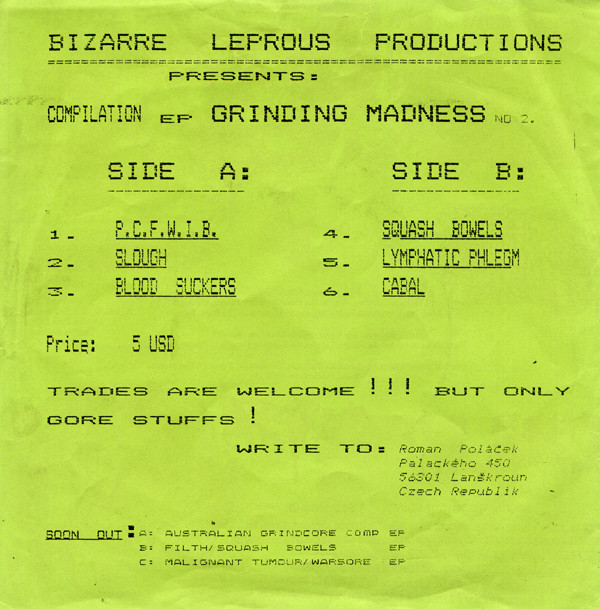 BIZARRE LEPROUS PRODUCTIONS
PRESENTS:
COMPILATION EP GRINDING MADNESS NO 2.
SIDE A: SIDE B:
1. P.C.F.W.I.B. 4. SQUASH BOWELS
2. SLOUGH 5. LYMPHATIC PHLEGM
3. BLOOD SUCKERS 6. CABAL
Price: 5 USD
TRADES ARE WELCOME!!! BUT ONLY
GORE STUFFS!
WRITE TO: Roman Poláček
Palackého 450
56301 Lanškroun
Czech Republik
SOON OUT: A: AUSTRALIAN GRINDCORE COMP EP
B: FILTH/SQUASH BOWELS EP
C: MALIGNANT TUMOUR/WARSORE EP